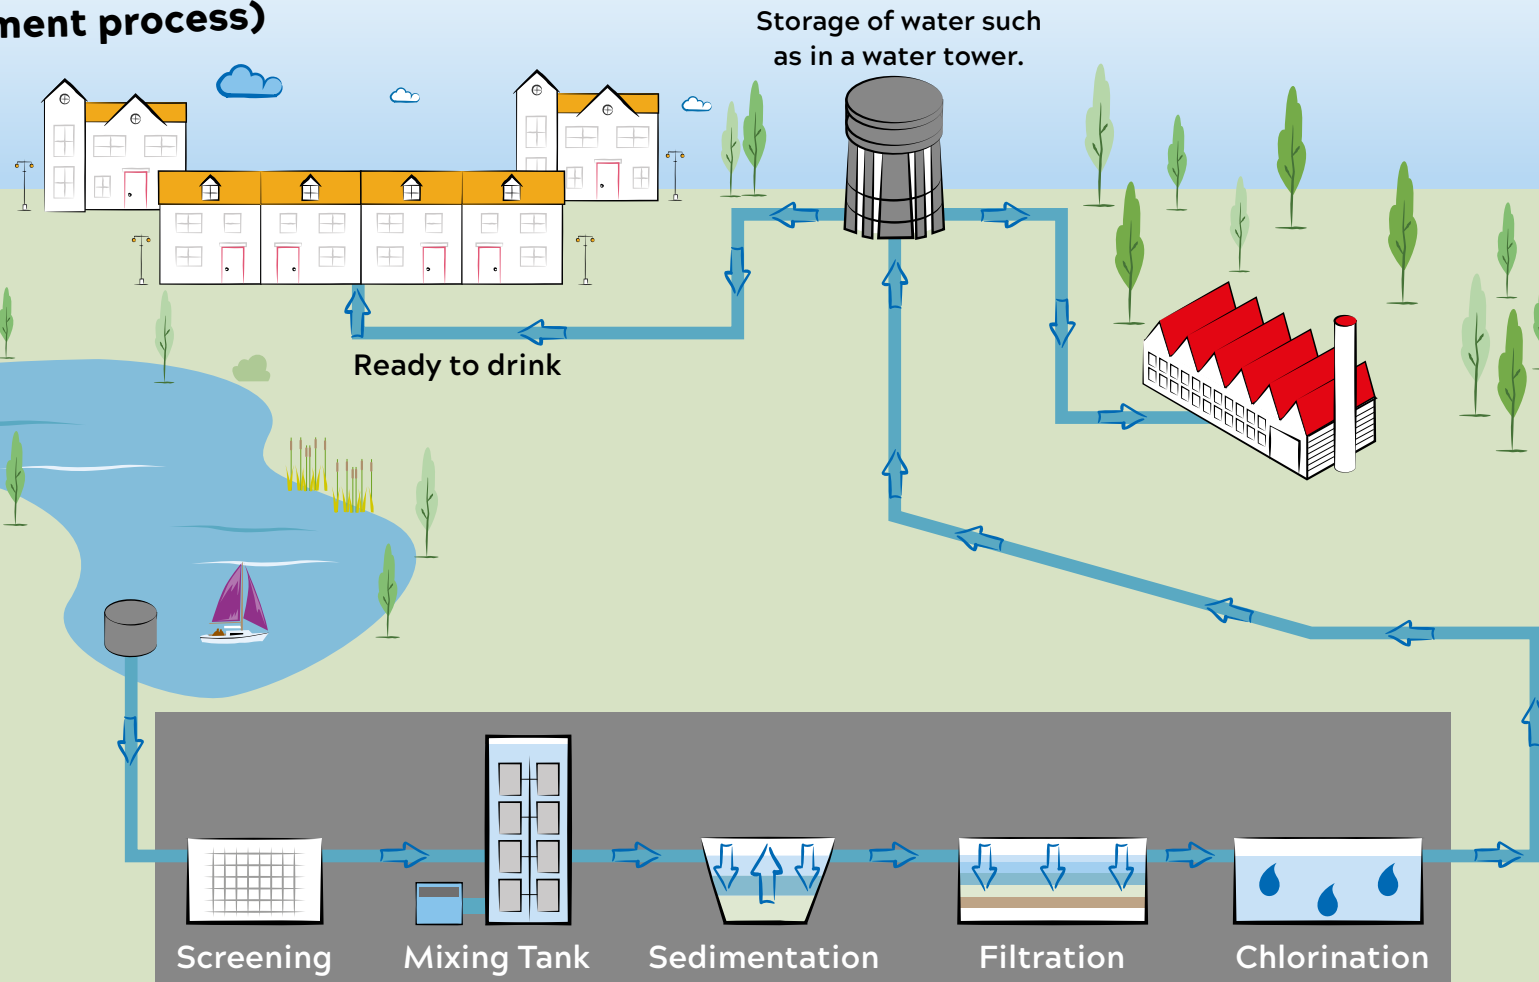 ment process)
Storage of water such
as in a water tower.
Ready to drink
Screening
Mixing Tank
Sedimentation
Filtration
Chlorination